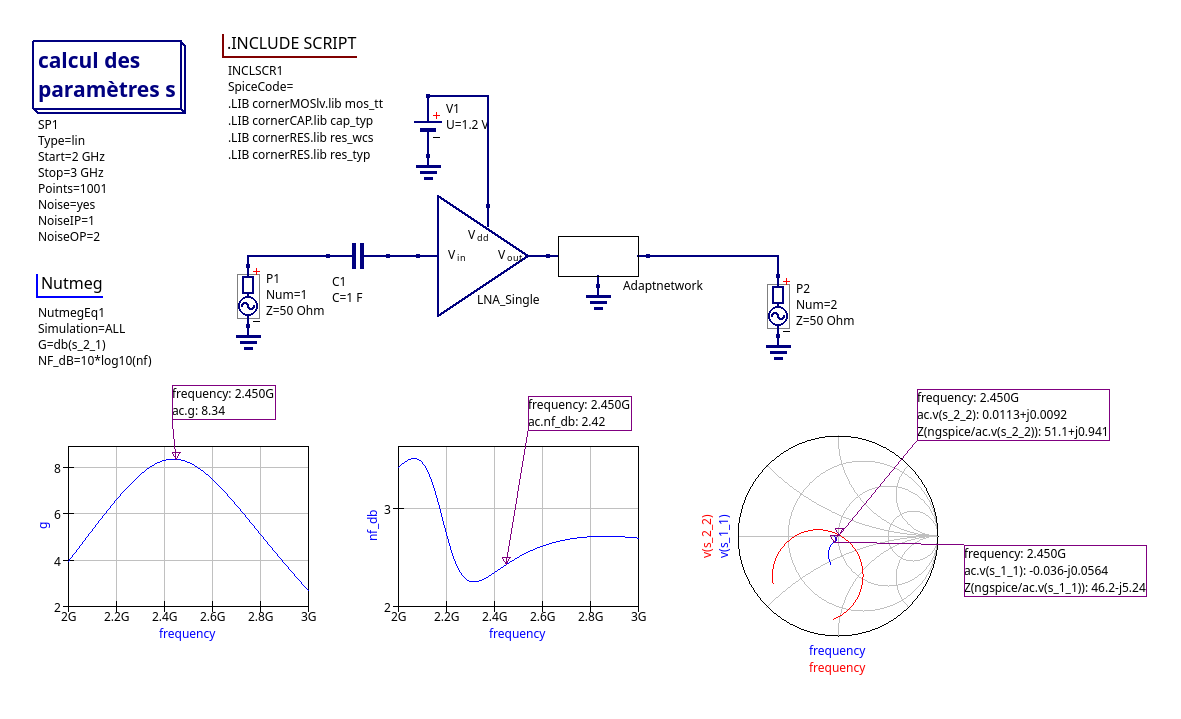 calcul des
paramètres s
SP1
Type=lin
Start=2 GHz
Stop=3 GHz
Points=1001
Noise=yes
NoiseIP=1
NoiseOP=2
.INCLUDE SCRIPT
INCLSCR1
SpiceCode=
.LIB cornerMOSlv.lib mos_tt
.LIB cornerCAP.lib cap_typ
.LIB cornerRES.lib res_wcs
.LIB cornerRES.lib res_typ
V1
U=1.2 V
Vdd
Vin
Vout
LNA_Single
Adaptnetwork
P1
Num=1
Z=50 Ohm
C1
C=1 F
P2
Num=2
Z=50 Ohm
Nutmeg
NutmegEq1
Simulation=ALL
G=db(s_2_1)
NF_dB=10*log10(nf)
frequency: 2.450G
ac.g: 8.34
8
6
4
2
g
2G 2.2G 2.4G 2.6G 2.8G 3G
frequency
frequency: 2.450G
ac.nf_db: 2.42
3
2
nf_db
2G 2.2G 2.4G 2.6G 2.8G 3G
frequency
frequency: 2.450G
ac.v(s_2_2): 0.0113+j0.0092
Z(ngspice/ac.v(s_2_2)): 51.1+j0.941
v(s_2_2)
v(s_1_1)
frequency: 2.450G
ac.v(s_1_1): -0.036-j0.0564
Z(ngspice/ac.v(s_1_1)): 46.2-j5.24
frequency
frequency